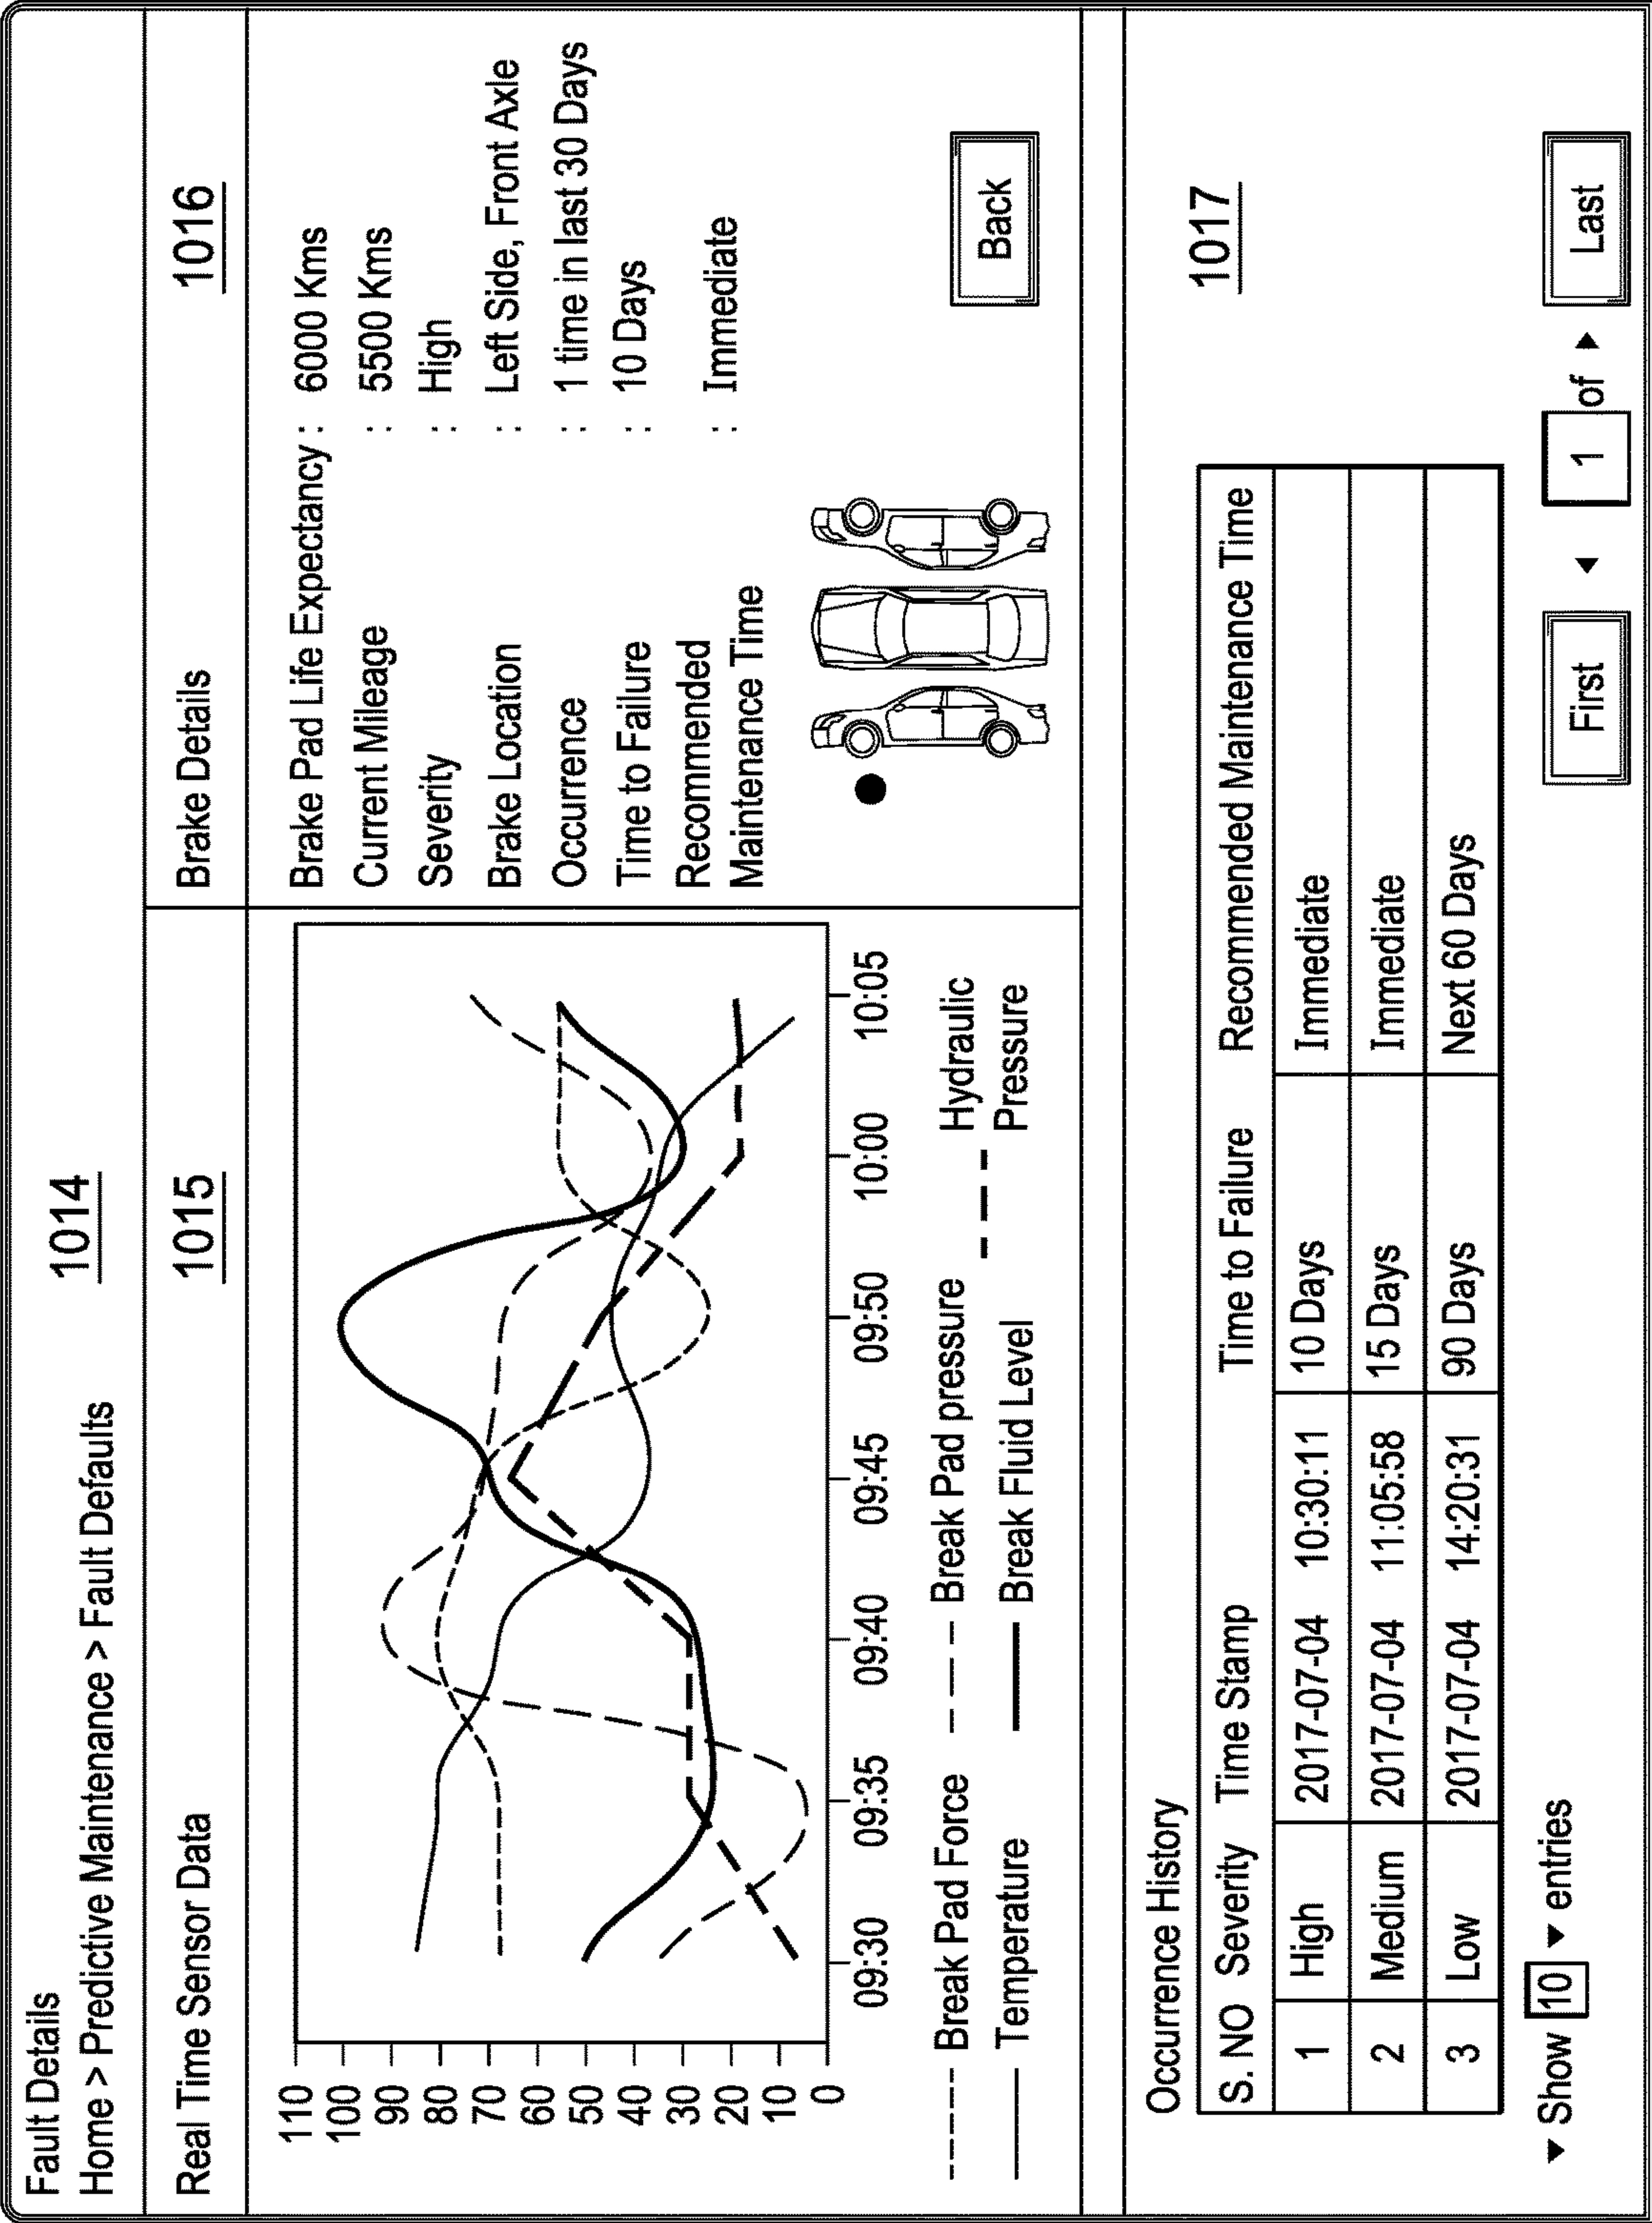 Fault Details
Home > Predictive Maintenance > Fault Defaults
1014
Real Time Sensor Data
1015
110
100
90
80
70
60
50
40
30
20
10
0
09:30 09:35 09:40 09:45 09:50 10:00 10:05
Break Pad Force
Break Pad pressure
Hydraulic
Pressure
Temperature
Break Fluid Level
Brake Details
1016
Brake Pad Life Expectancy : 6000 Kms
Current Mileage : 5500 Kms
Severity : High
Brake Location : Left Side, Front Axle
Occurrence : 1 time in last 30 Days
Time to Failure : 10 Days
Recommended
Maintenance Time : Immediate
Back
Occurrence History
1017
S. NO Severity Time Stamp Time to Failure Recommended Maintenance Time
1 High 2017-07-04 10:30:11 10 Days Immediate
2 Medium 2017-07-04 11:05:58 15 Days Immediate
3 Low 2017-07-04 14:20:31 90 Days Next 60 Days
Show 10 entries
First 1 of Last